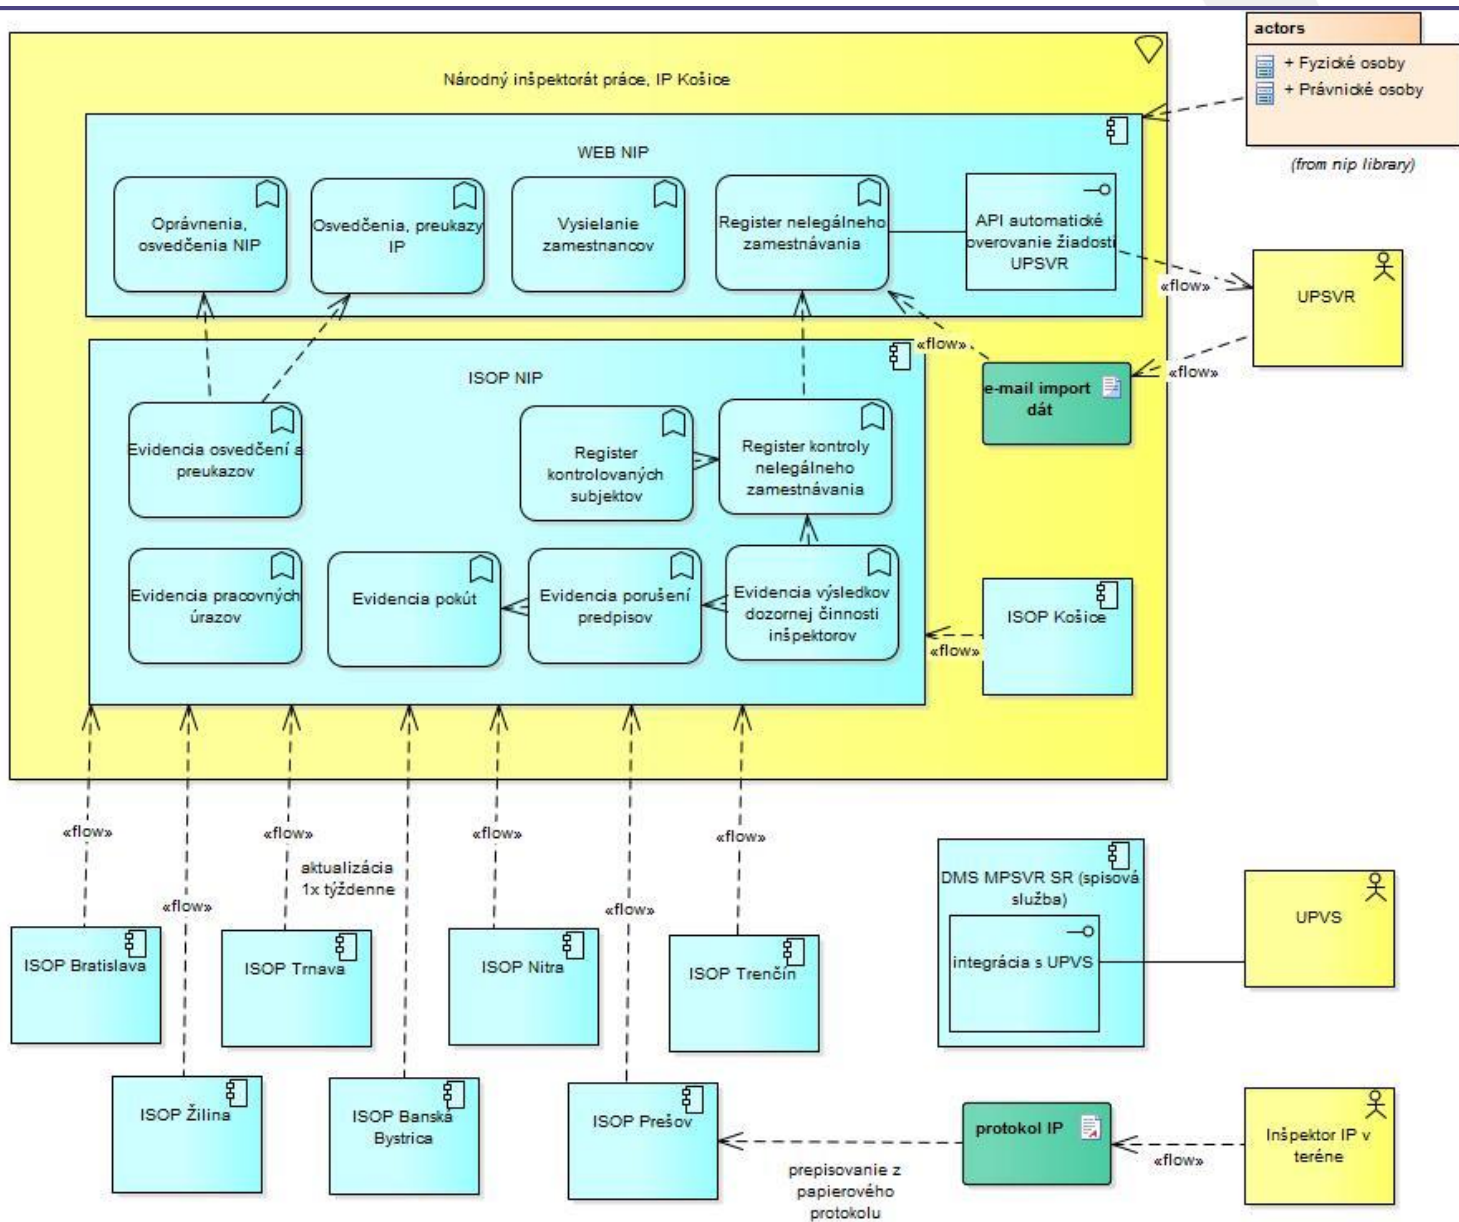 actors
+ Fyzické osoby
+ Právnické osoby
(from nip library)
Národný inšpektorát práce, IP Košice
WEB NIP
Oprávnenia,
osvedčenia NIP
Osvedčenia, preukazy
IP
Vysielanie
zamestnancov
Register nelegálneho
zamestnávania
API automatické
overovanie žiadosti
UPSVR
«flow»
UPSVR
«flow»
«flow»
e-mail import
dát
ISOP NIP
Evidencia osvedčení a
preukazov
Register
kontrolovaných
subjektov
Register kontroly
nelegálneho
zamestnávania
Evidencia pracovných
úrazov
Evidencia pokút
Evidencia porušení
predpisov
Evidencia výsledkov
dozornej činnosti
inšpektorov
ISOP Košice
«flow»
«flow»
«flow»
«flow»
«flow»
aktualizácia
1x týždenne
«flow»
«flow»
ISOP Bratislava
ISOP Trnava
ISOP Nitra
ISOP Trenčín
DMS MPSVR SR (spisová
služba)
integrácia s UPVS
UPVS
ISOP Žilina
ISOP Banská
Bystrica
ISOP Prešov
protokol IP
«flow»
Inšpektor IP v
teréne
prepisovanie z
papierového
protokolu